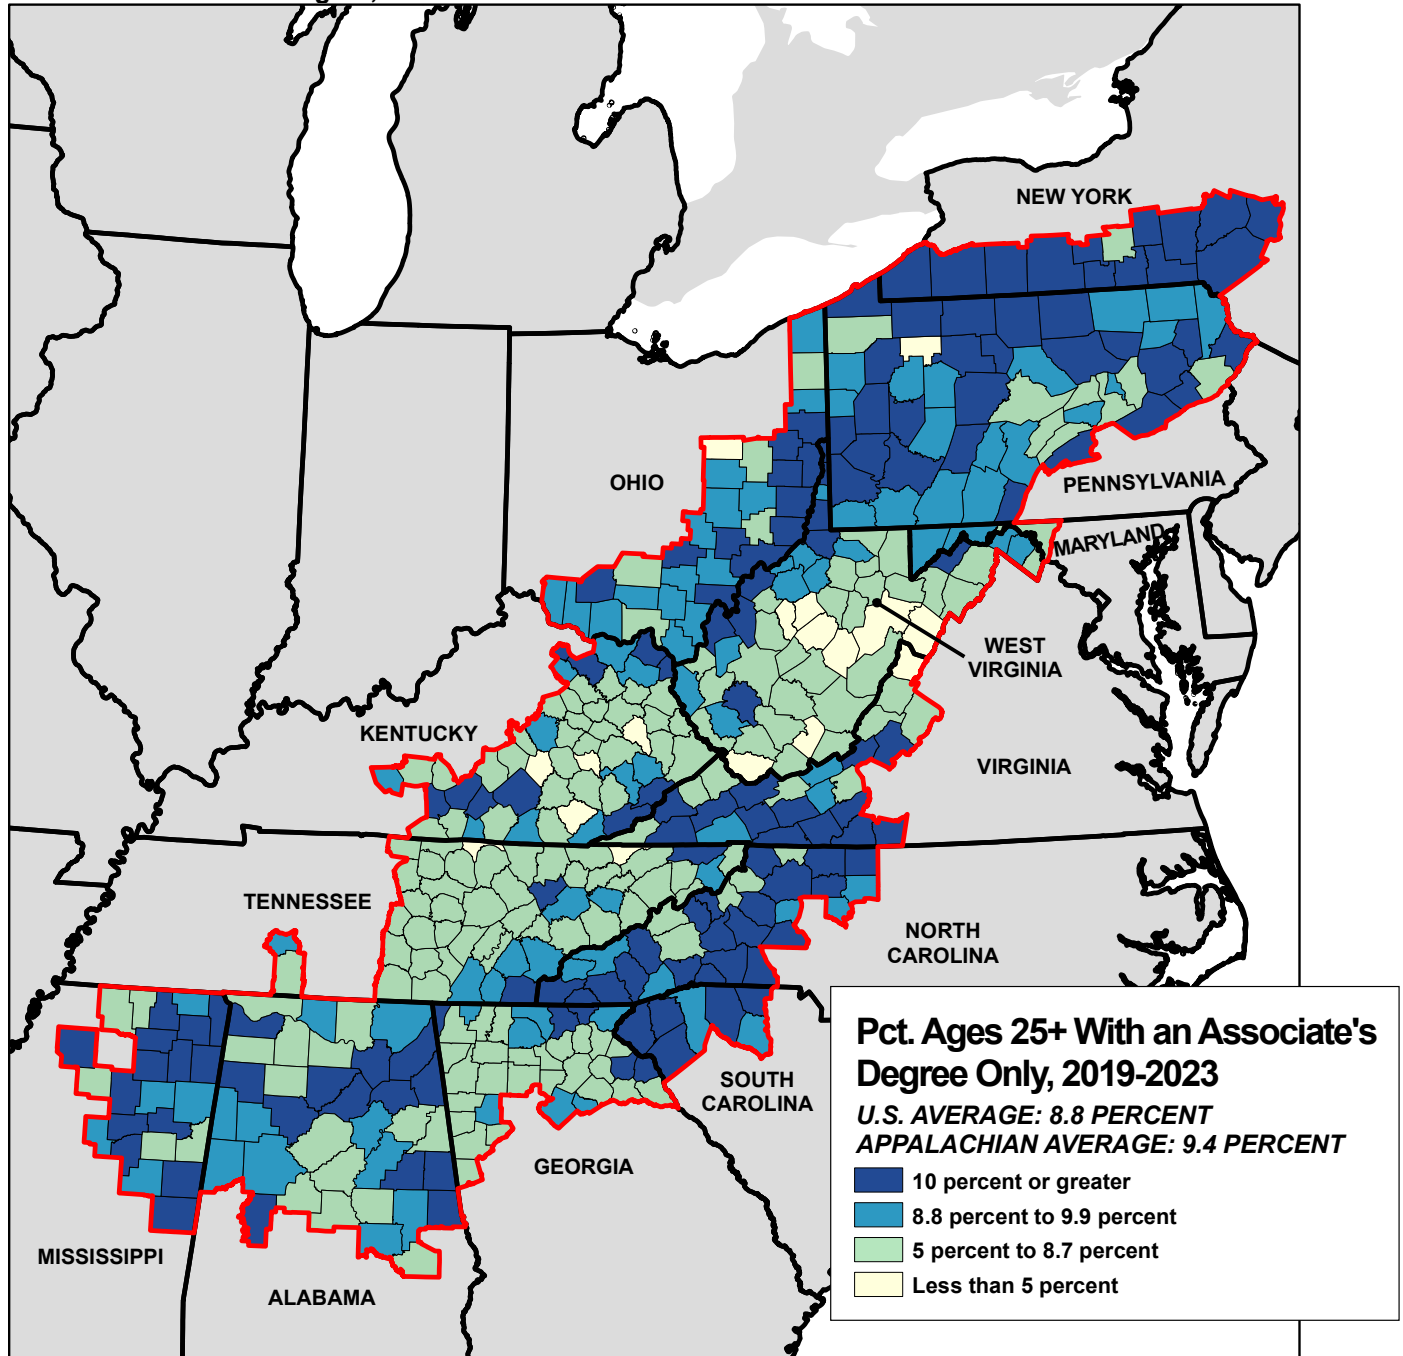 NEW YORK
OHIO
PENNSYLVANIA
MARYLAND
WEST
VIRGINIA
KENTUCKY
VIRGINIA
TENNESSEE
NORTH
CAROLINA
SOUTH
CAROLINA
GEORGIA
MISSISSIPPI
ALABAMA
Pct. Ages 25+ With an Associate's
Degree Only, 2019-2023
U.S. AVERAGE: 8.8 PERCENT
APPALACHIAN AVERAGE: 9.4 PERCENT
10 percent or greater
8.8 percent to 9.9 percent
5 percent to 8.7 percent
Less than 5 percent